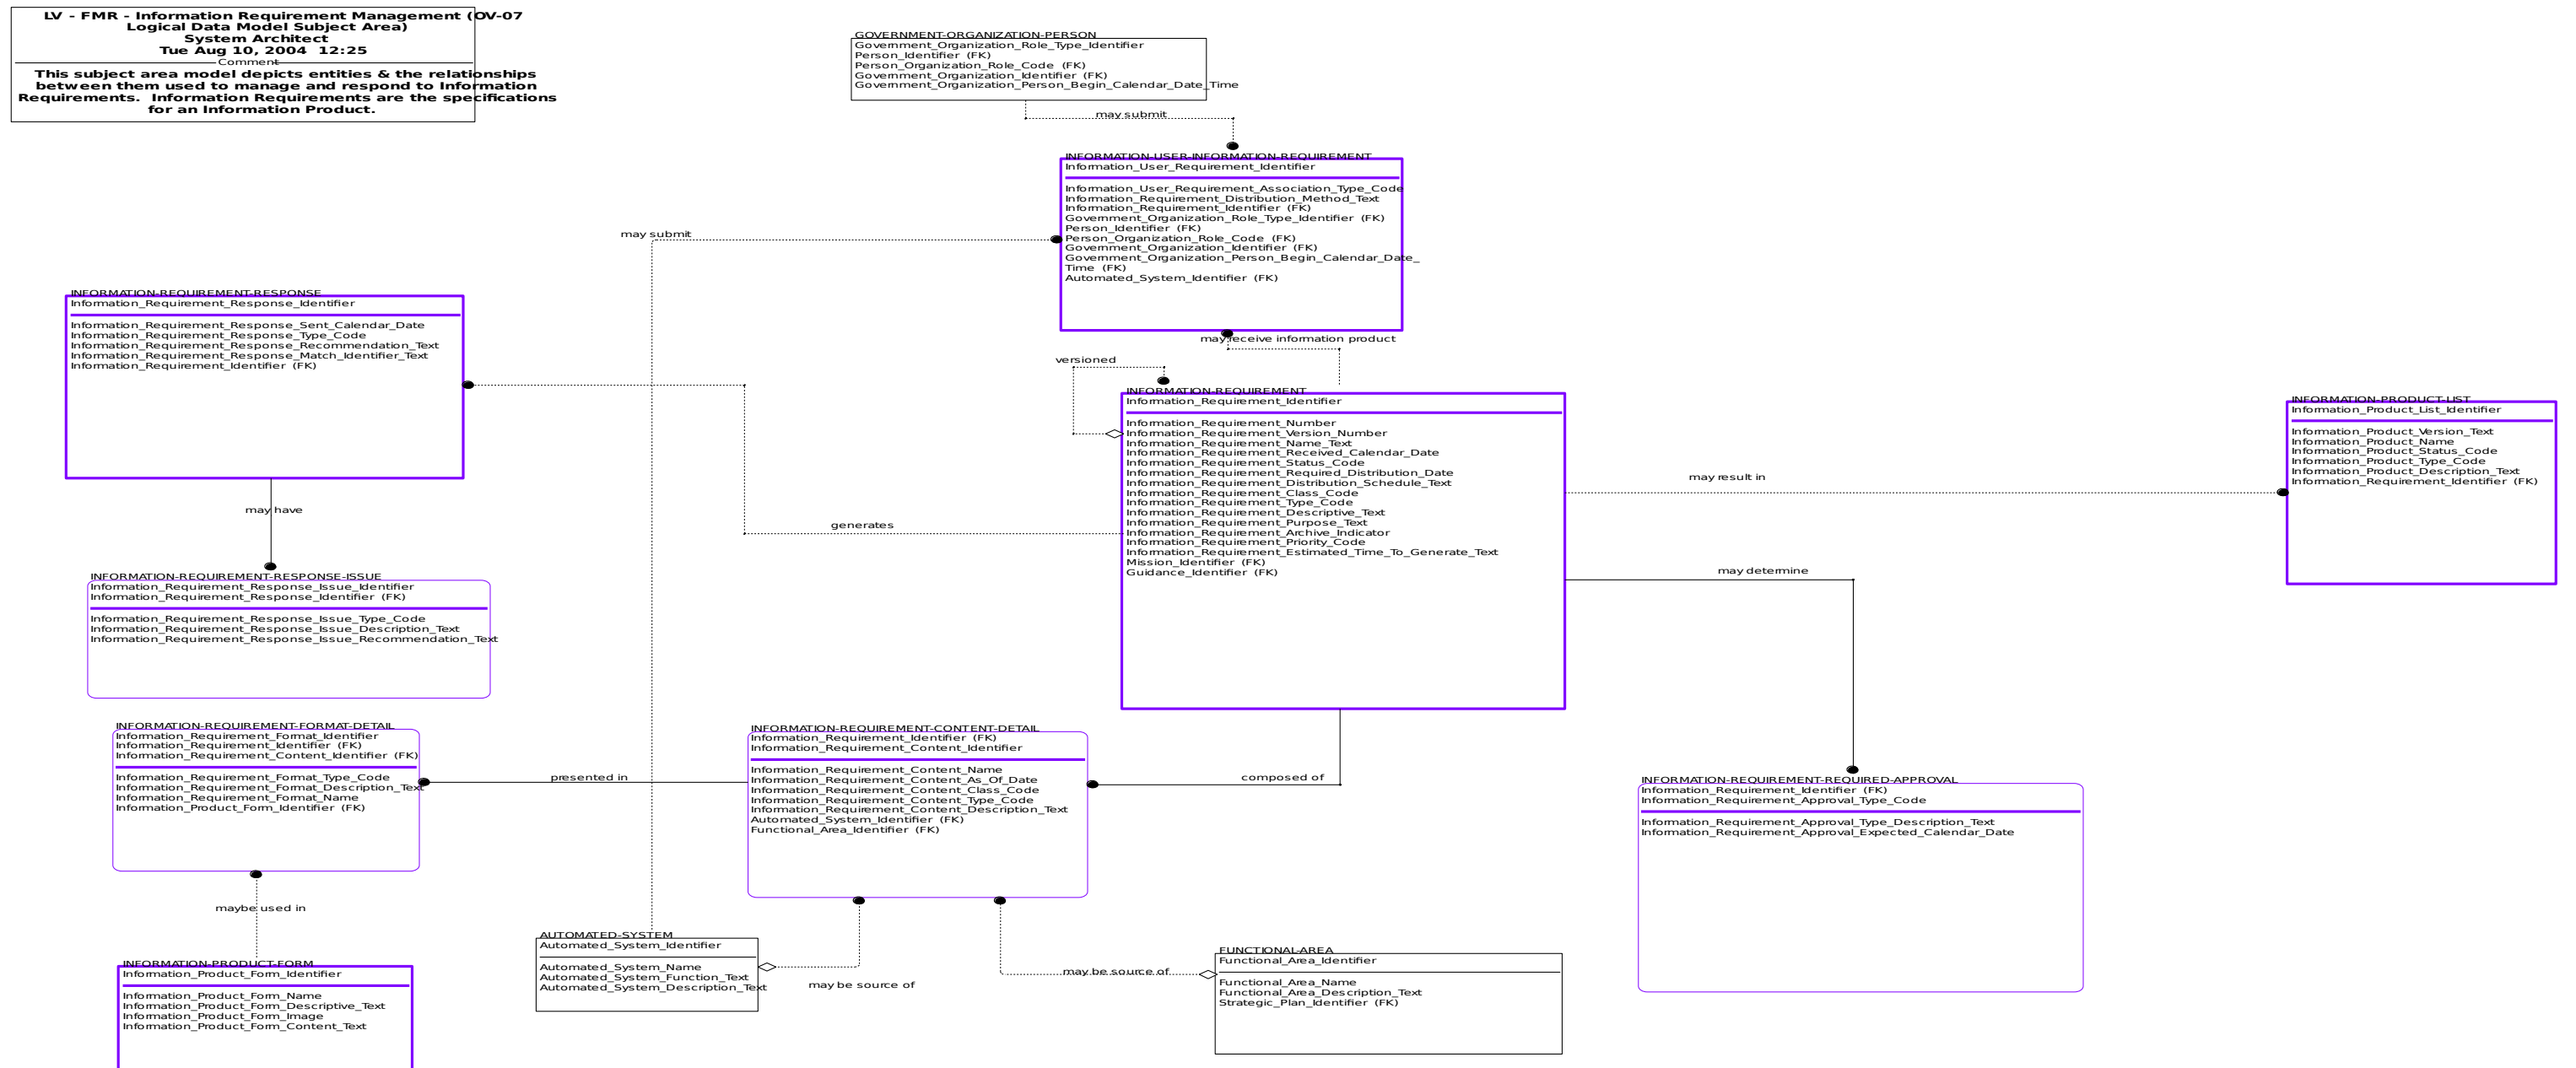 LV - FMR - Information Requirement Management (OV-07
Logical Data Model Subject Area)
System Architect
Tue Aug 10, 2004  12:25
Comment
This subject area model depicts entities & the relationships
between them used to manage and respond to Information
Requirements.  Information Requirements are the specifications
for an Information Product.
GOVERNMENT-ORGANIZATION-PERSON
Government_Organization_Role_Type_Identifier
Person_Identifier (FK)
Person_Organization_Role_Code (FK)
Government_Organization_Identifier (FK)
Government_Organization_Person_Begin_Calendar_Date_Time
may submit
INFORMATION-USER-INFORMATION-REQUIREMENT
Information_User_Requirement_Identifier
Information_User_Requirement_Association_Type_Code
Information_Requirement_Distribution_Method_Text
Information_Requirement_Identifier (FK)
Government_Organization_Role_Type_Identifier (FK)
Person_Identifier (FK)
Person_Organization_Role_Code (FK)
Government_Organization_Identifier (FK)
Government_Organization_Person_Begin_Calendar_Date_
Time (FK)
Automated_System_Identifier (FK)
may submit
INFORMATION-REQUIREMENT-RESPONSE
Information_Requirement_Response_Identifier
Information_Requirement_Response_Sent_Calendar_Date
Information_Requirement_Response_Type_Code
Information_Requirement_Response_Recommendation_Text
Information_Requirement_Response_Match_Identifier_Text
Information_Requirement_Identifier (FK)
may receive information product
versioned
INFORMATION-REQUIREMENT
Information_Requirement_Identifier
Information_Requirement_Number
Information_Requirement_Version_Number
Information_Requirement_Name_Text
Information_Requirement_Received_Calendar_Date
Information_Requirement_Status_Code
Information_Requirement_Required_Distribution_Date
Information_Requirement_Distribution_Schedule_Text
Information_Requirement_Class_Code
Information_Requirement_Type_Code
Information_Requirement_Descriptive_Text
Information_Requirement_Purpose_Text
Information_Requirement_Archive_Indicator
Information_Requirement_Priority_Code
Information_Requirement_Estimated_Time_To_Generate_Text
Mission_Identifier (FK)
Guidance_Identifier (FK)
INFORMATION-PRODUCT-LIST
Information_Product_List_Identifier
Information_Product_Version_Text
Information_Product_Name
Information_Product_Status_Code
Information_Product_Type_Code
Information_Product_Description_Text
Information_Requirement_Identifier (FK)
may result in
generates
may have
may determine
INFORMATION-REQUIREMENT-RESPONSE-ISSUE
Information_Requirement_Response_Issue_Identifier
Information_Requirement_Response_Identifier (FK)
Information_Requirement_Response_Issue_Type_Code
Information_Requirement_Response_Issue_Description_Text
Information_Requirement_Response_Issue_Recommendation_Text
INFORMATION-REQUIREMENT-FORMAT-DETAIL
Information_Requirement_Format_Identifier
Information_Requirement_Identifier (FK)
Information_Requirement_Content_Identifier (FK)
Information_Requirement_Format_Type_Code
Information_Requirement_Format_Description_Text
Information_Requirement_Format_Name
Information_Product_Form_Identifier (FK)
presented in
INFORMATION-REQUIREMENT-CONTENT-DETAIL
Information_Requirement_Identifier (FK)
Information_Requirement_Content_Identifier
Information_Requirement_Content_Name
Information_Requirement_Content_As_Of_Date
Information_Requirement_Content_Class_Code
Information_Requirement_Content_Type_Code
Information_Requirement_Content_Description_Text
Automated_System_Identifier (FK)
Functional_Area_Identifier (FK)
composed of
INFORMATION-REQUIREMENT-REQUIRED-APPROVAL
Information_Requirement_Identifier (FK)
Information_Requirement_Approval_Type_Code
Information_Requirement_Approval_Type_Description_Text
Information_Requirement_Approval_Expected_Calendar_Date
maybe used in
INFORMATION-PRODUCT-FORM
Information_Product_Form_Identifier
Information_Product_Form_Name
Information_Product_Form_Descriptive_Text
Information_Product_Form_Image
Information_Product_Form_Content_Text
AUTOMATED-SYSTEM
Automated_System_Identifier
Automated_System_Name
Automated_System_Function_Text
Automated_System_Description_Text
may be source of
may be source of
FUNCTIONAL-AREA
Functional_Area_Identifier
Functional_Area_Name
Functional_Area_Description_Text
Strategic_Plan_Identifier (FK)